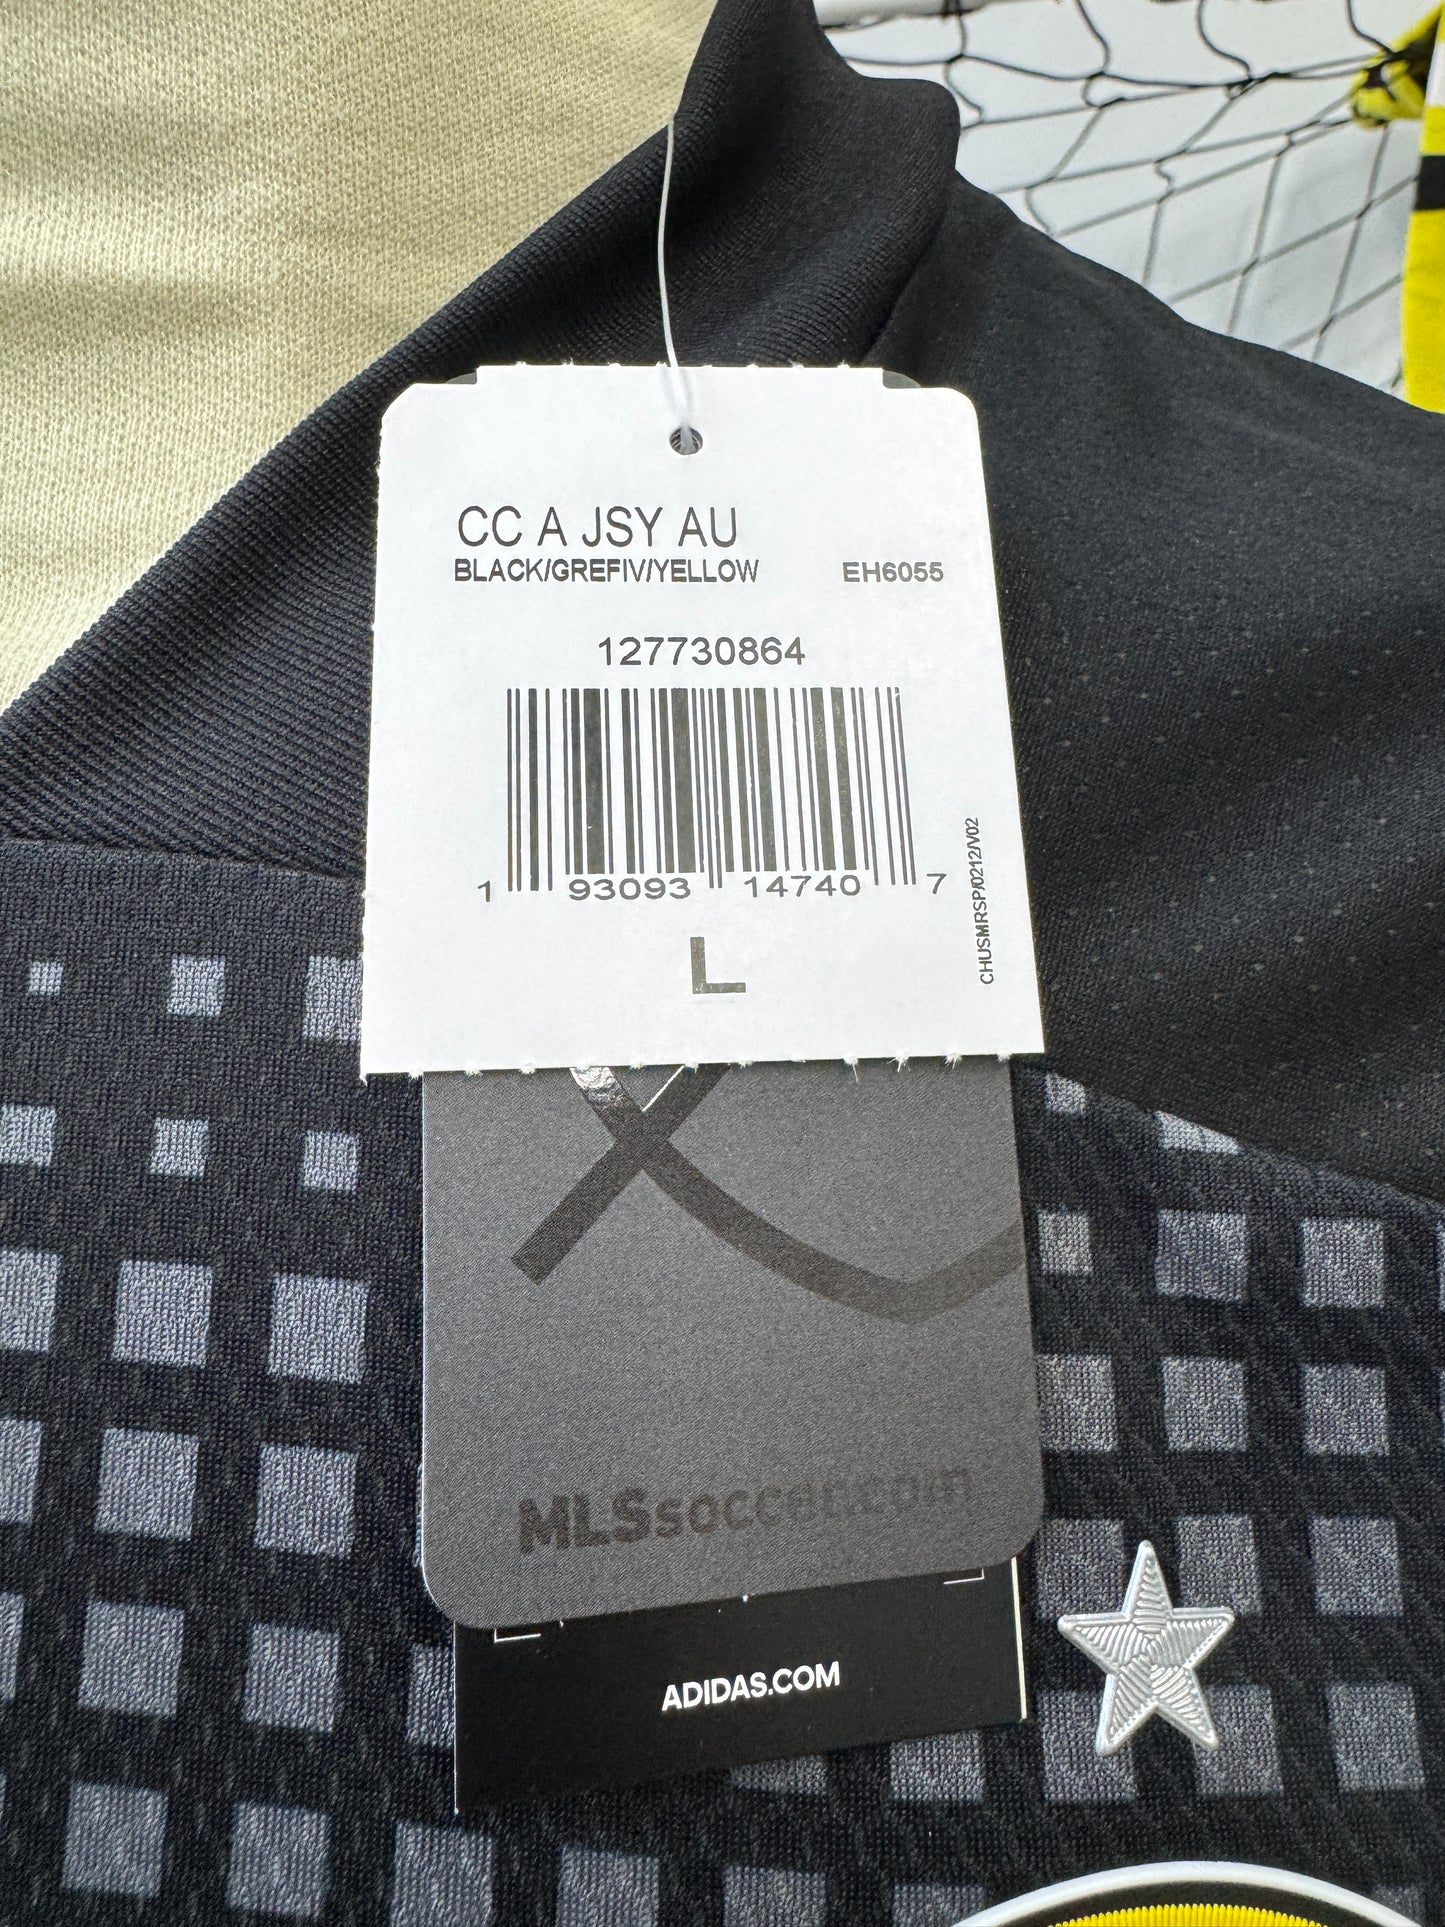 CC A JSY AU
BLACK/GREFIV/YELLOW EH6055
127730864
1 93093 14740 7
L
CHUSMRSP/0212/V02
MLSsoccer.com
ADIDAS.COM